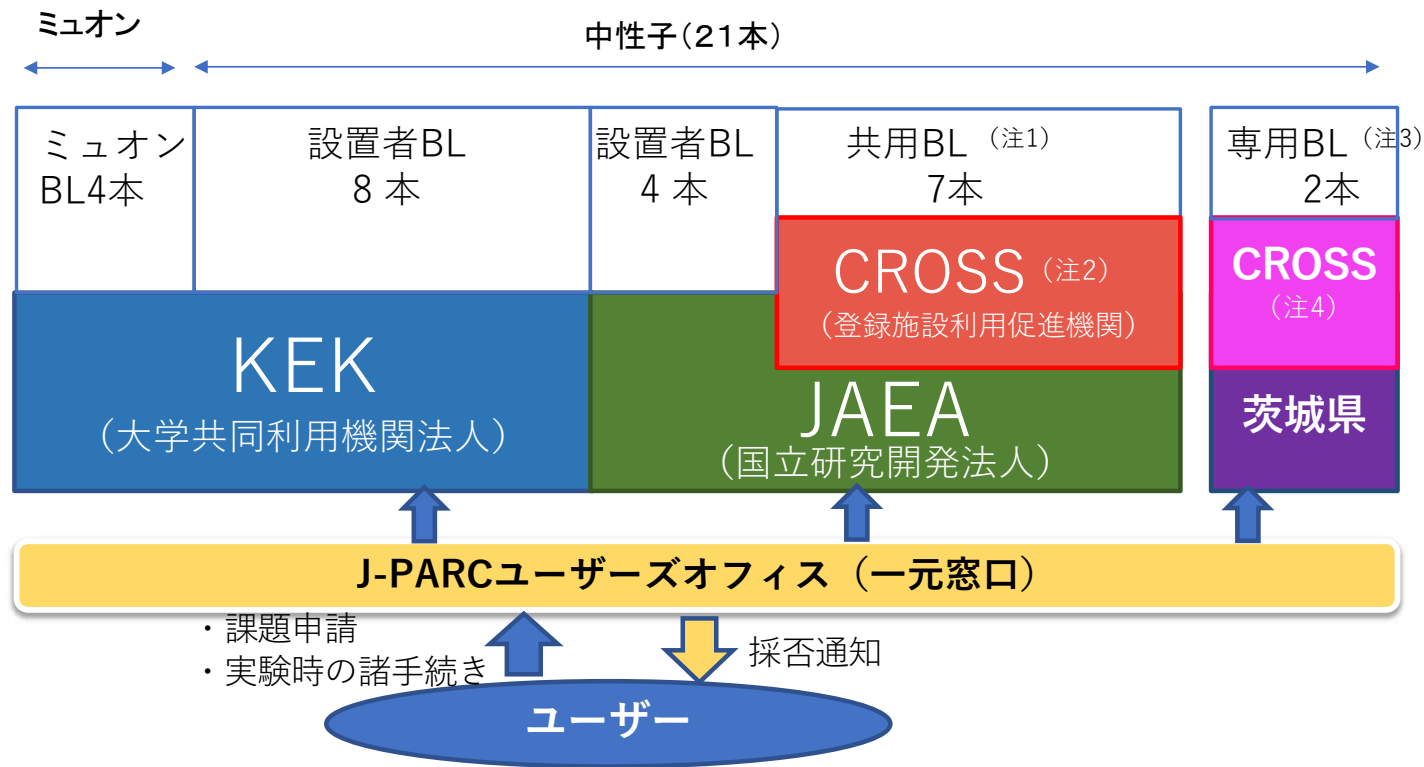 ミュオン
中性子(21本)
ミュオン
BL4本
設置者BL
8 本
設置者BL
4 本
共用BL (注1)
7本
専用BL (注3)
2本
CROSS (注2)
(登録施設利用促進機関)
CROSS
(注4)
KEK
(大学共同利用機関法人)
JAEA
(国立研究開発法人)
茨城県
J-PARCユーザーズオフィス(一元窓口)
・課題申請
・実験時の諸手続き
採否通知
ユーザー